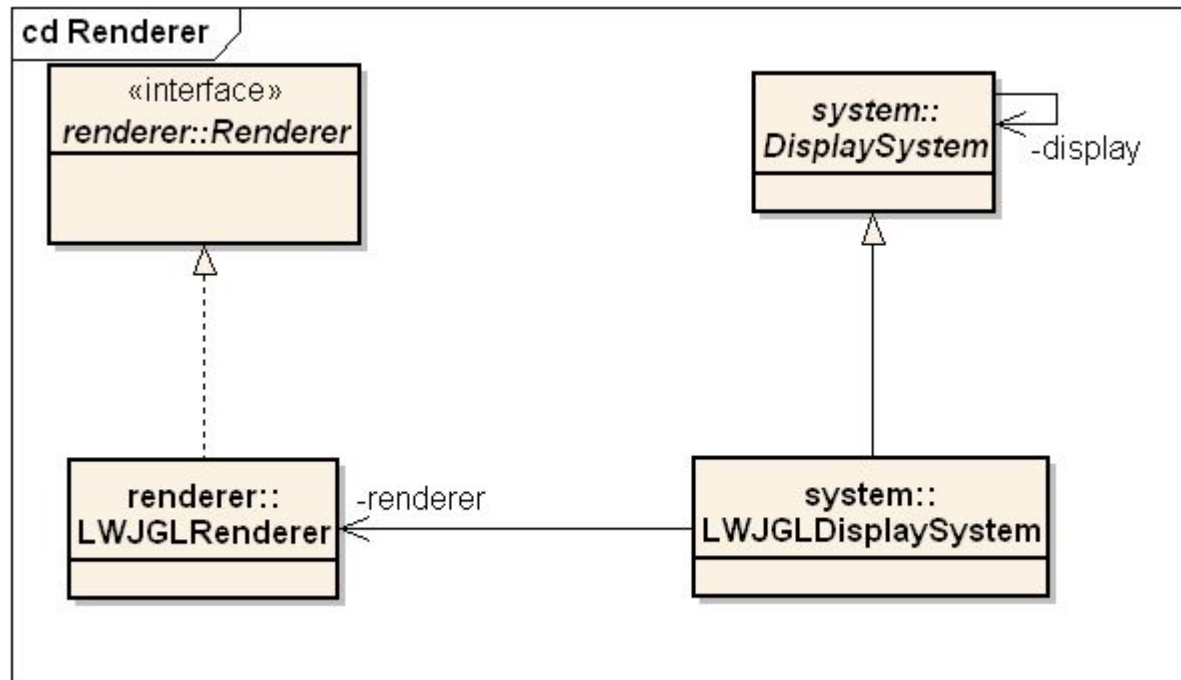 cd Renderer
«interface»
renderer::Renderer
system::
DisplaySystem
-display
renderer::
LWJGLRenderer
-renderer
system::
LWJGLDisplaySystem